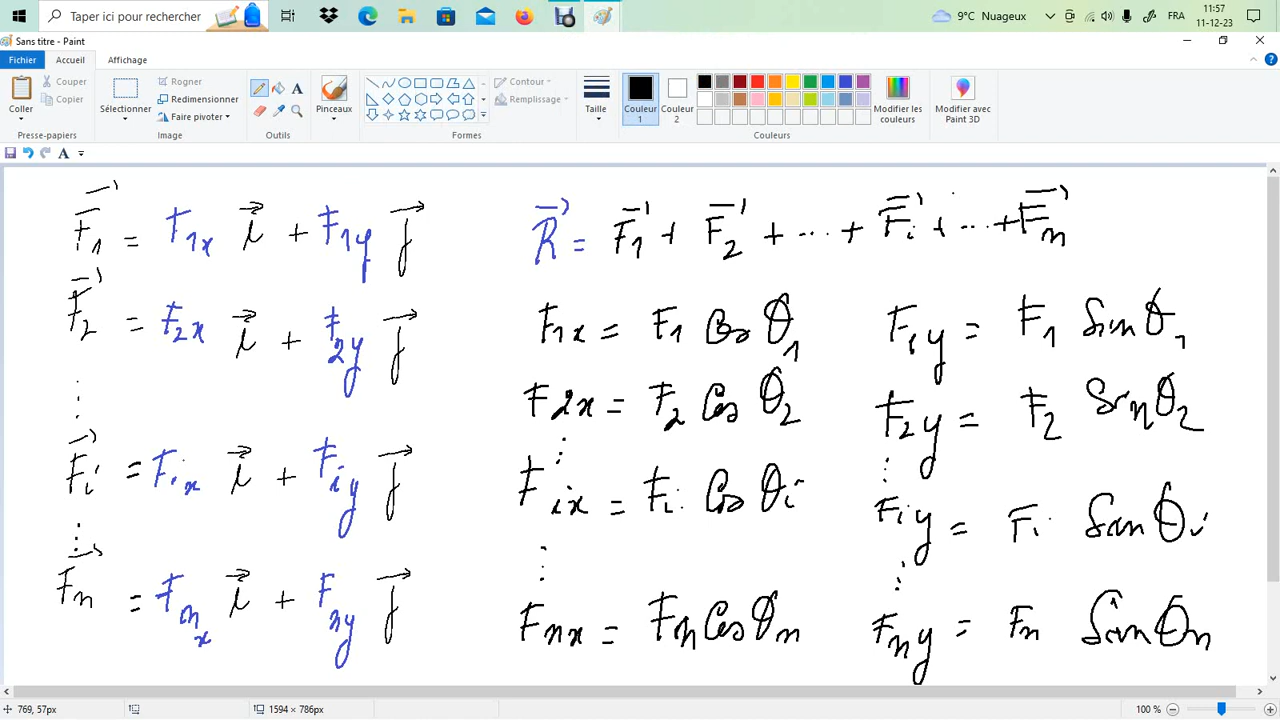 Taper ici pour rechercher
9°C Nuageux
FRA
11:57
11-12-23
Sans titre - Paint
Fichier Accueil Affichage
Coller
Couper
Copier
Presse-papiers
Sélectionner
Rogner
Redimensionner
Faire pivoter
Image
A
Outils
Pinceaux
Contour
Remplissage
Formes
Taille
Couleur 1
Couleur 2
Modifier les couleurs
Couleurs
Modifier avec Paint 3D
A
F⃗1 = F1x i⃗ + F1y j⃗
F⃗2 = F2x i⃗ + F2y j⃗
⋮
F⃗i = Fix i⃗ + Fiy j⃗
⋮
F⃗n = Fnx i⃗ + Fny j⃗
R⃗ = F⃗1 + F⃗2 + ... + F⃗i + ... + F⃗n
F1x = F1 Cos θ1
F2x = F2 Cos θ2
⋮
Fix = Fi Cos θi
⋮
Fnx = Fn Cos θn
F1y = F1 Sin θ1
F2y = F2 Sin θ2
⋮
Fiy = Fi Sin θi
⋮
Fny = Fn Sin θn
769, 57px
1594 × 786px
100 %